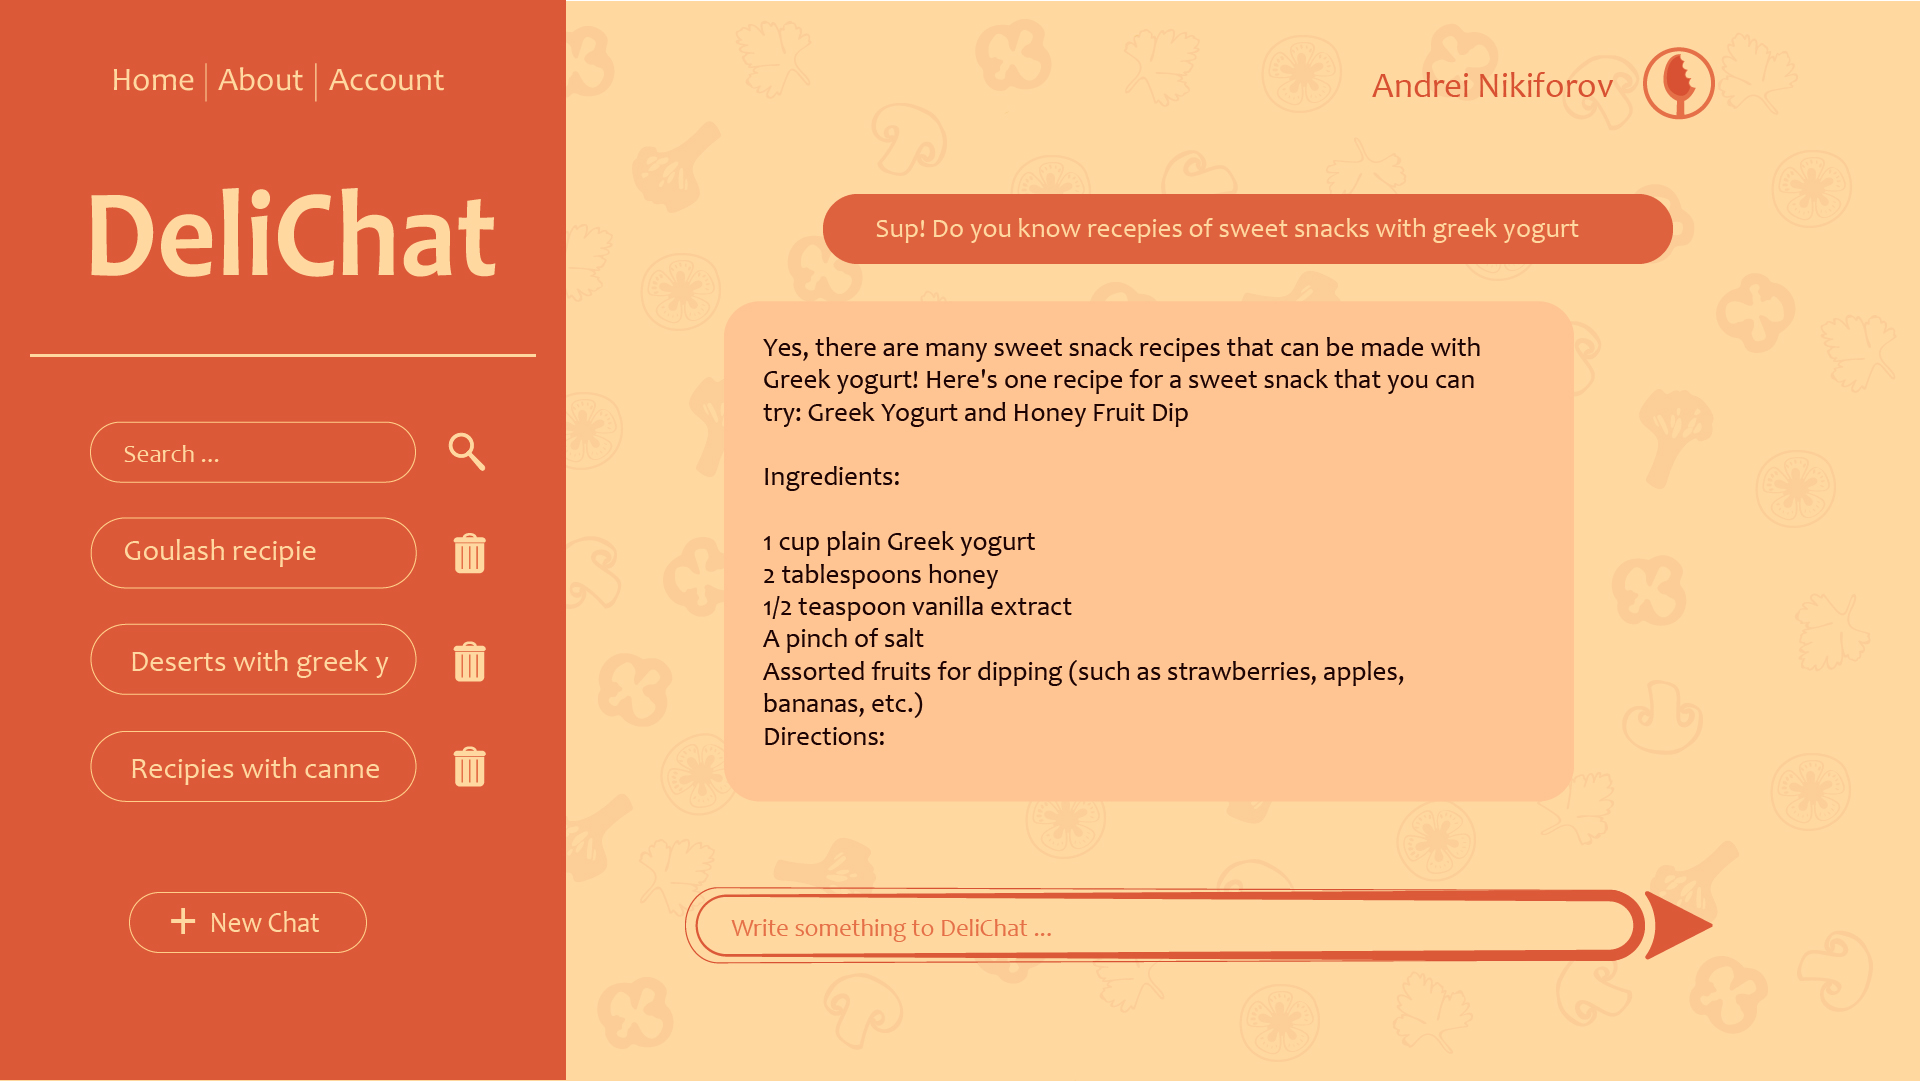 Home | About | Account
DeliChat
Search ...
Goulash recipie
Deserts with greek y
Recipies with canne
+ New Chat
Andrei Nikiforov
Sup! Do you know recepies of sweet snacks with greek yogurt
Yes, there are many sweet snack recipes that can be made with
Greek yogurt! Here's one recipe for a sweet snack that you can
try: Greek Yogurt and Honey Fruit Dip
Ingredients:
1 cup plain Greek yogurt
2 tablespoons honey
1/2 teaspoon vanilla extract
A pinch of salt
Assorted fruits for dipping (such as strawberries, apples,
bananas, etc.)
Directions:
Write something to DeliChat ...